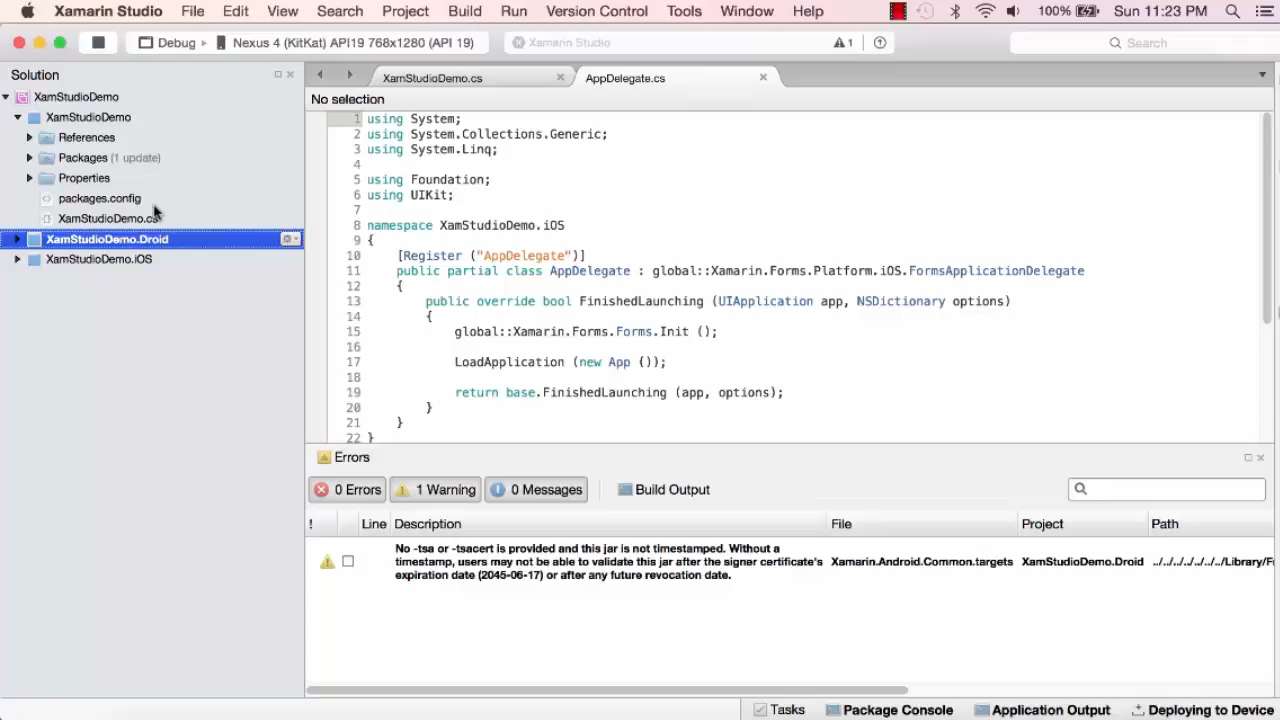 Xamarin Studio File Edit View Search Project Build Run Version Control Tools Window Help 100% Sun 11:23 PM
Debug Nexus 4 (KitKat) API19 768x1280 (API 19) Xamarin Studio 1 Search
Solution
XamStudioDemo
XamStudioDemo
References
Packages (1 update)
Properties
packages.config
XamStudioDemo.cs
XamStudioDemo.Droid
XamStudioDemo.iOS
XamStudioDemo.cs AppDelegate.cs
No selection
1 using System;
2 using System.Collections.Generic;
3 using System.Linq;
4
5 using Foundation;
6 using UIKit;
7
8 namespace XamStudioDemo.iOS
9 {
10 [Register ("AppDelegate")]
11 public partial class AppDelegate : global::Xamarin.Forms.Platform.iOS.FormsApplicationDelegate
12 {
13 public override bool FinishedLaunching (UIApplication app, NSDictionary options)
14 {
15 global::Xamarin.Forms.Forms.Init ();
16
17 LoadApplication (new App ());
18
19 return base.FinishedLaunching (app, options);
20 }
21 }
22 }
Errors
0 Errors 1 Warning 0 Messages Build Output
! Line Description File Project Path
No -tsa or -tsacert is provided and this jar is not timestamped. Without a
timestamp, users may not be able to validate this jar after the signer certificate's
expiration date (2045-06-17) or after any future revocation date.
Xamarin.Android.Common.targets XamStudioDemo.Droid ../../../../../../../Library/F
Tasks Package Console Application Output Deploying to Device